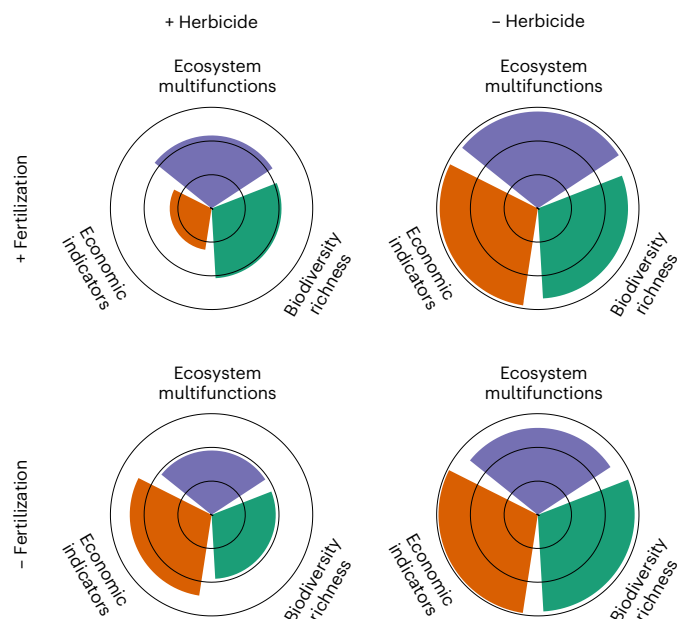 + Herbicide
– Herbicide
+ Fertilization
Ecosystem
multifunctions
Economic
indicators
Biodiversity
richness
Ecosystem
multifunctions
Economic
indicators
Biodiversity
richness
– Fertilization
Ecosystem
multifunctions
Economic
indicators
Biodiversity
richness
Ecosystem
multifunctions
Economic
indicators
Biodiversity
richness